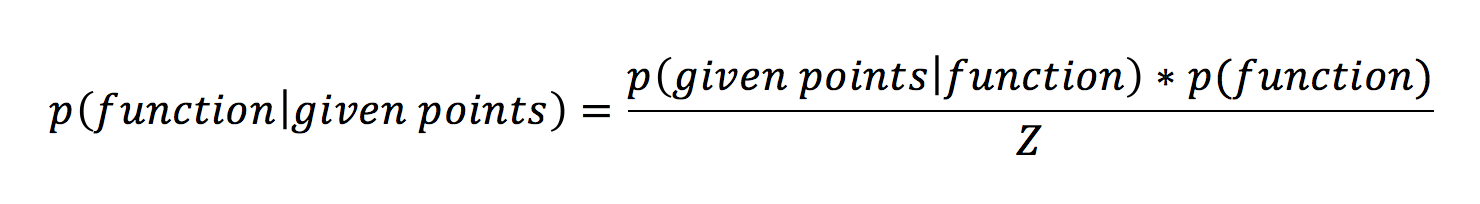 p(function|given points) = p(given points|function) * p(function) / Z